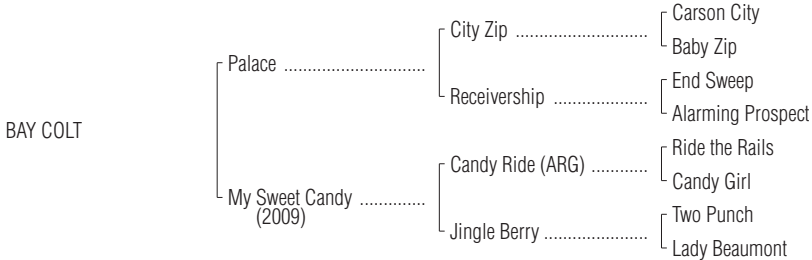 Carson City
City Zip ............................
Baby Zip
Palace ..............................
End Sweep
Receivership ....................
Alarming Prospect
BAY COLT
Ride the Rails
Candy Ride (ARG) ............
Candy Girl
My Sweet Candy ..............
(2009)
Two Punch
Jingle Berry ......................
Lady Beaumont